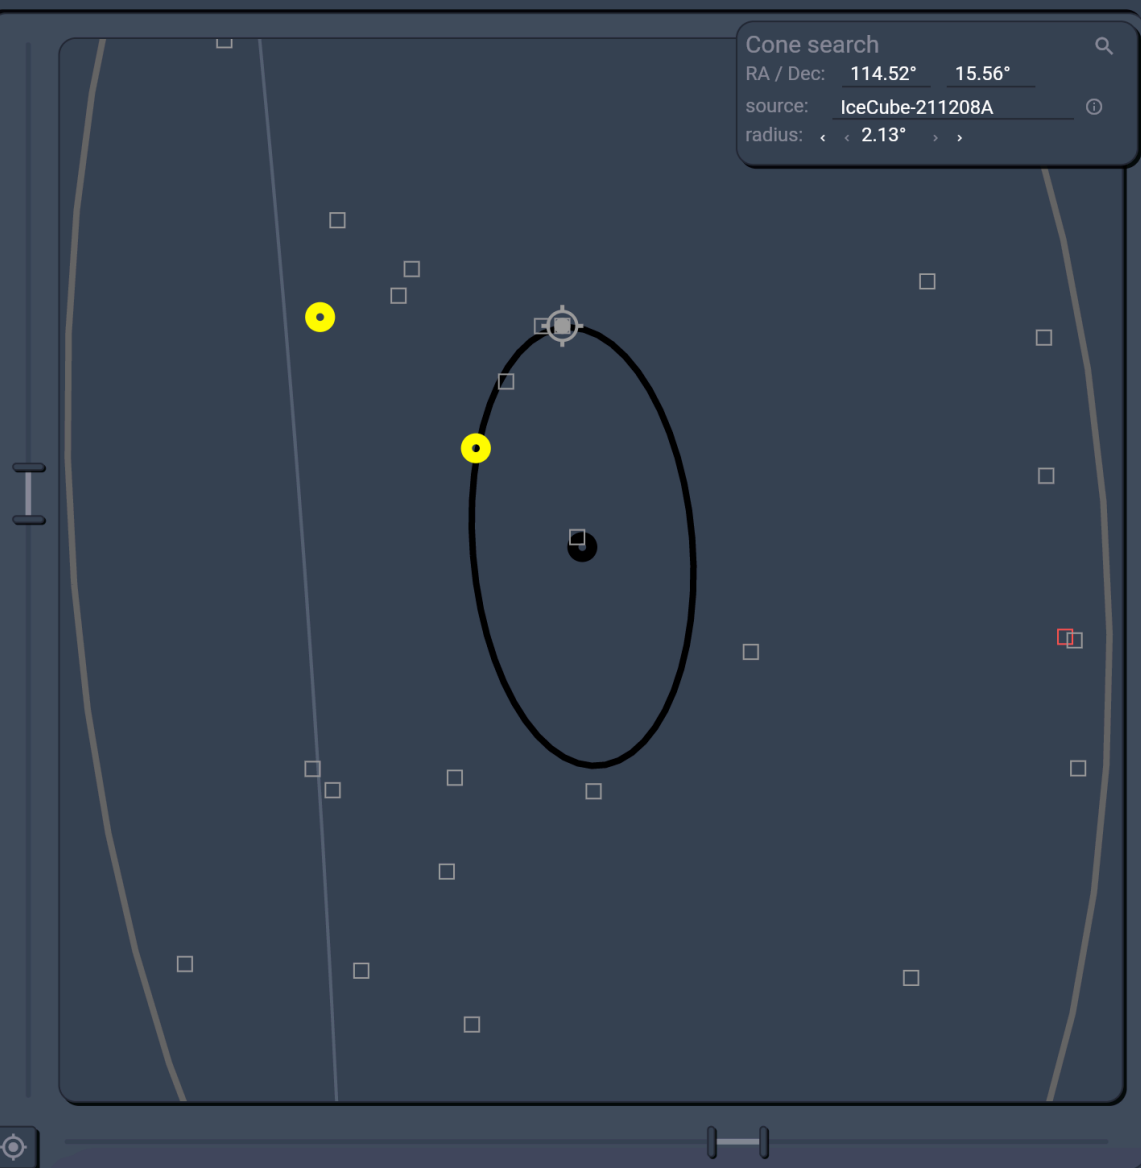 Cone search
RA / Dec: 114.52° 15.56°
source: IceCube-211208A
radius: ‹ ‹ 2.13° › ›